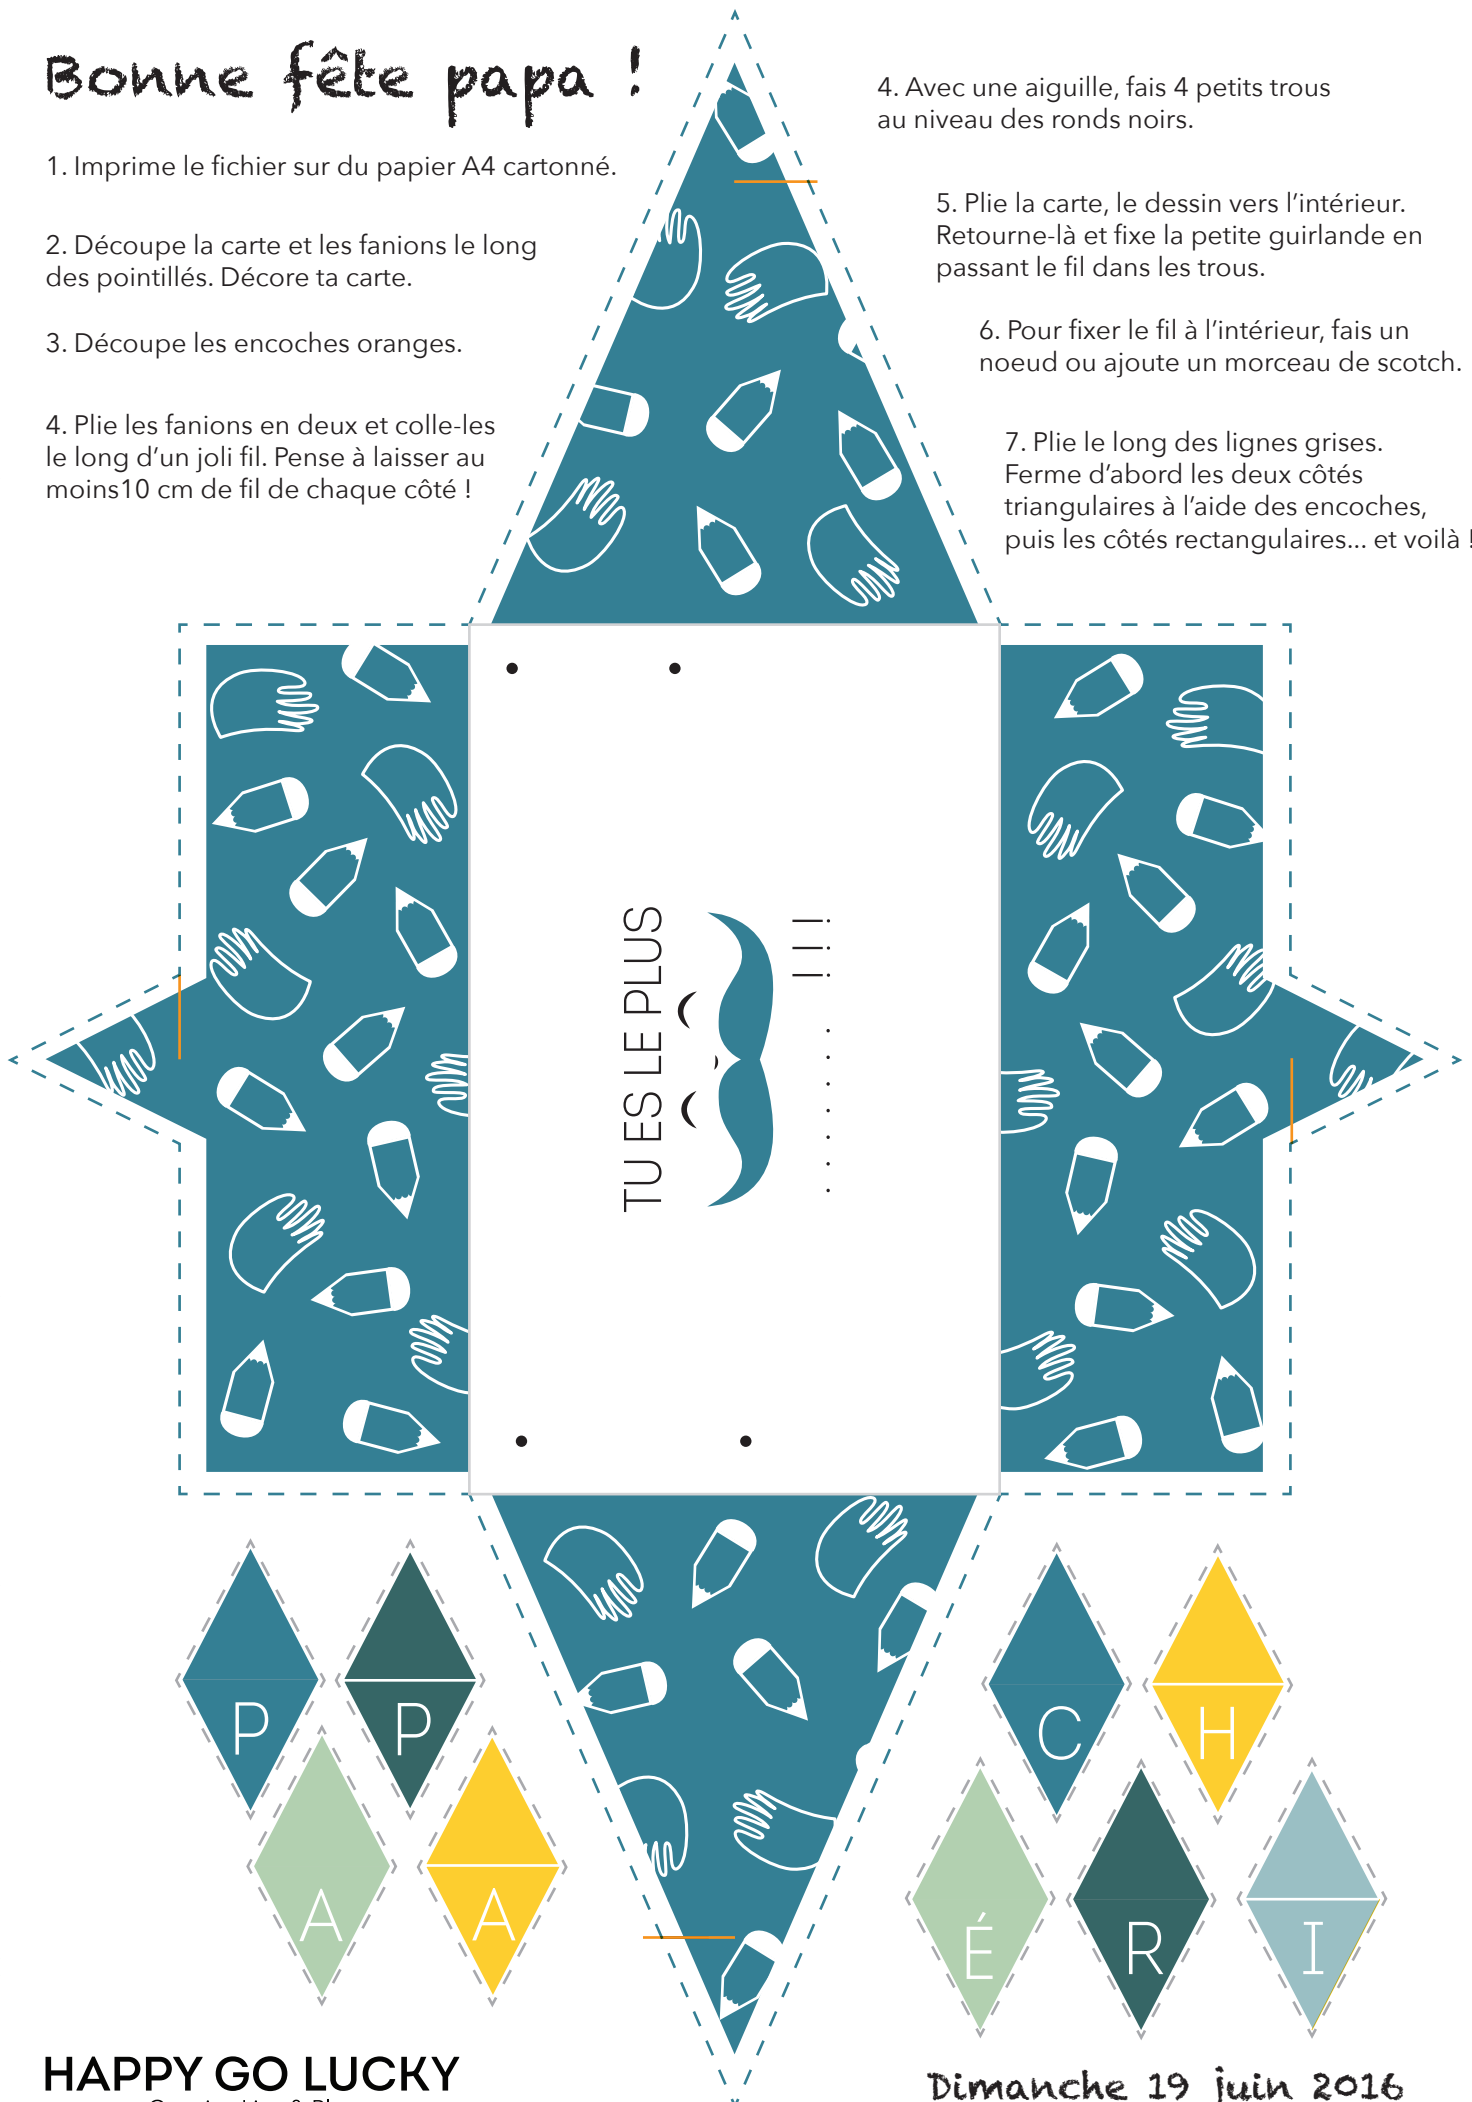 Bonne fête papa !
1. Imprime le fichier sur du papier A4 cartonné.
2. Découpe la carte et les fanions le long
des pointillés. Décore ta carte.
3. Découpe les encoches oranges.
4. Plie les fanions en deux et colle-les
le long d’un joli fil. Pense à laisser au
moins10 cm de fil de chaque côté !
4. Avec une aiguille, fais 4 petits trous
au niveau des ronds noirs.
5. Plie la carte, le dessin vers l’intérieur.
Retourne-là et fixe la petite guirlande en
passant le fil dans les trous.
6. Pour fixer le fil à l’intérieur, fais un
noeud ou ajoute un morceau de scotch.
7. Plie le long des lignes grises.
Ferme d’abord les deux côtés
triangulaires à l’aide des encoches,
puis les côtés rectangulaires... et voilà !
TU ES LE PLUS
. . . . . . . !!!
P P
A A
C H
É R I
HAPPY GO LUCKY
Dimanche 19 juin 2016